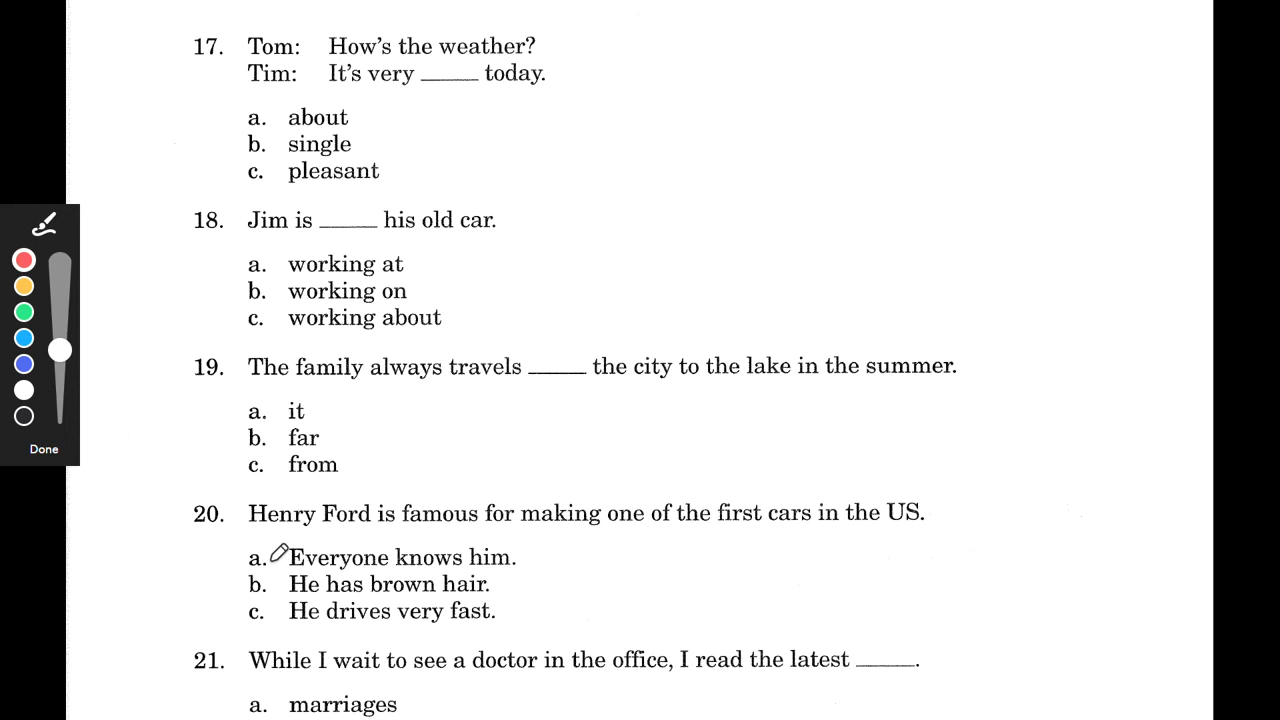 17. Tom: How's the weather?
Tim: It's very _____ today.
a. about
b. single
c. pleasant
18. Jim is _____ his old car.
a. working at
b. working on
c. working about
19. The family always travels _____ the city to the lake in the summer.
a. it
b. far
c. from
20. Henry Ford is famous for making one of the first cars in the US.
a. Everyone knows him.
b. He has brown hair.
c. He drives very fast.
21. While I wait to see a doctor in the office, I read the latest _____.
a. marriages
Done